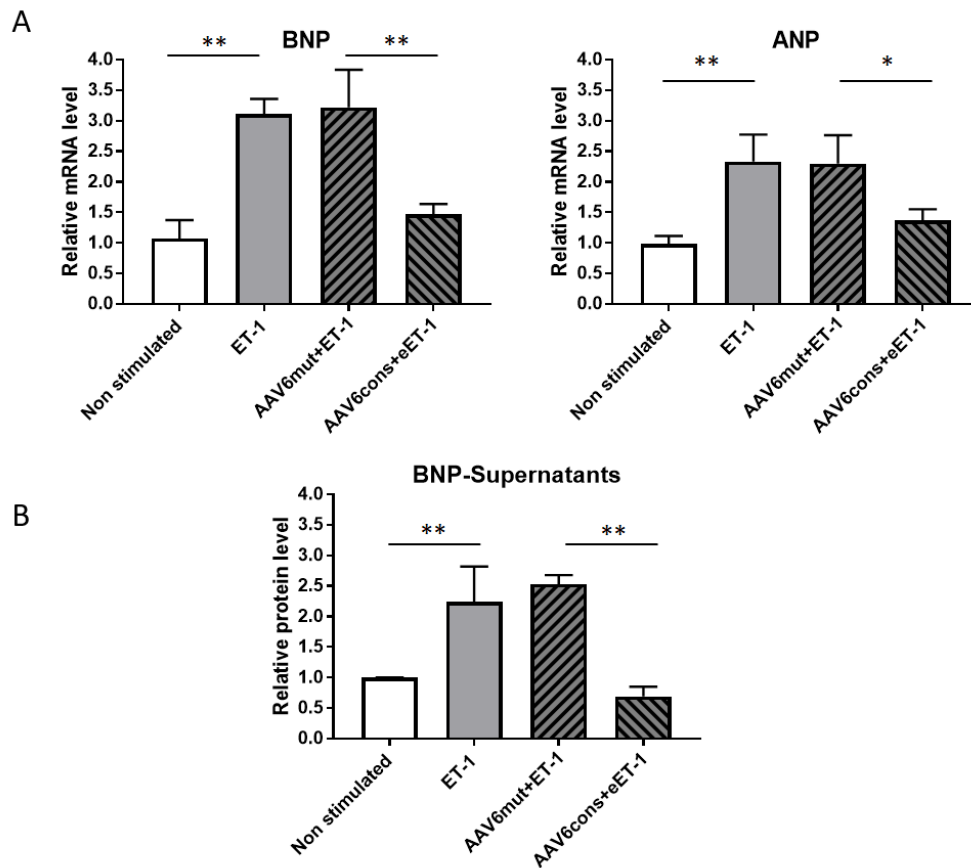 A
BNP
**
**
Relative mRNA level
4.0
3.5
3.0
2.5
2.0
1.5
1.0
0.5
0.0
Non stimulated
ET-1
AAV6mut+ET-1
AAV6cons+eET-1
ANP
**
*
Relative mRNA level
4.0
3.5
3.0
2.5
2.0
1.5
1.0
0.5
0.0
Non stimulated
ET-1
AAV6mut+ET-1
AAV6cons+eET-1
B
BNP-Supernatants
**
**
Relative protein level
4.0
3.5
3.0
2.5
2.0
1.5
1.0
0.5
0.0
Non stimulated
ET-1
AAV6mut+ET-1
AAV6cons+eET-1